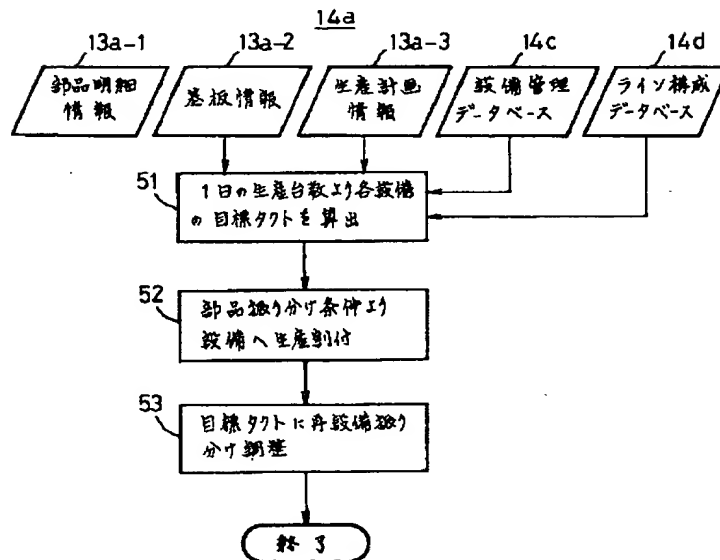 14a
13a-1
13a-2
13a-3
14c
14d
部品明細
情報
基板情報
生産計画
情報
設備管理
データベース
ライン構成
データベース
51
1日の生産台数より各設備
の目標タクトを算出
52
部品振り分け条件より
設備へ生産割付
53
目標タクトに再設備振り
分け調整
終了